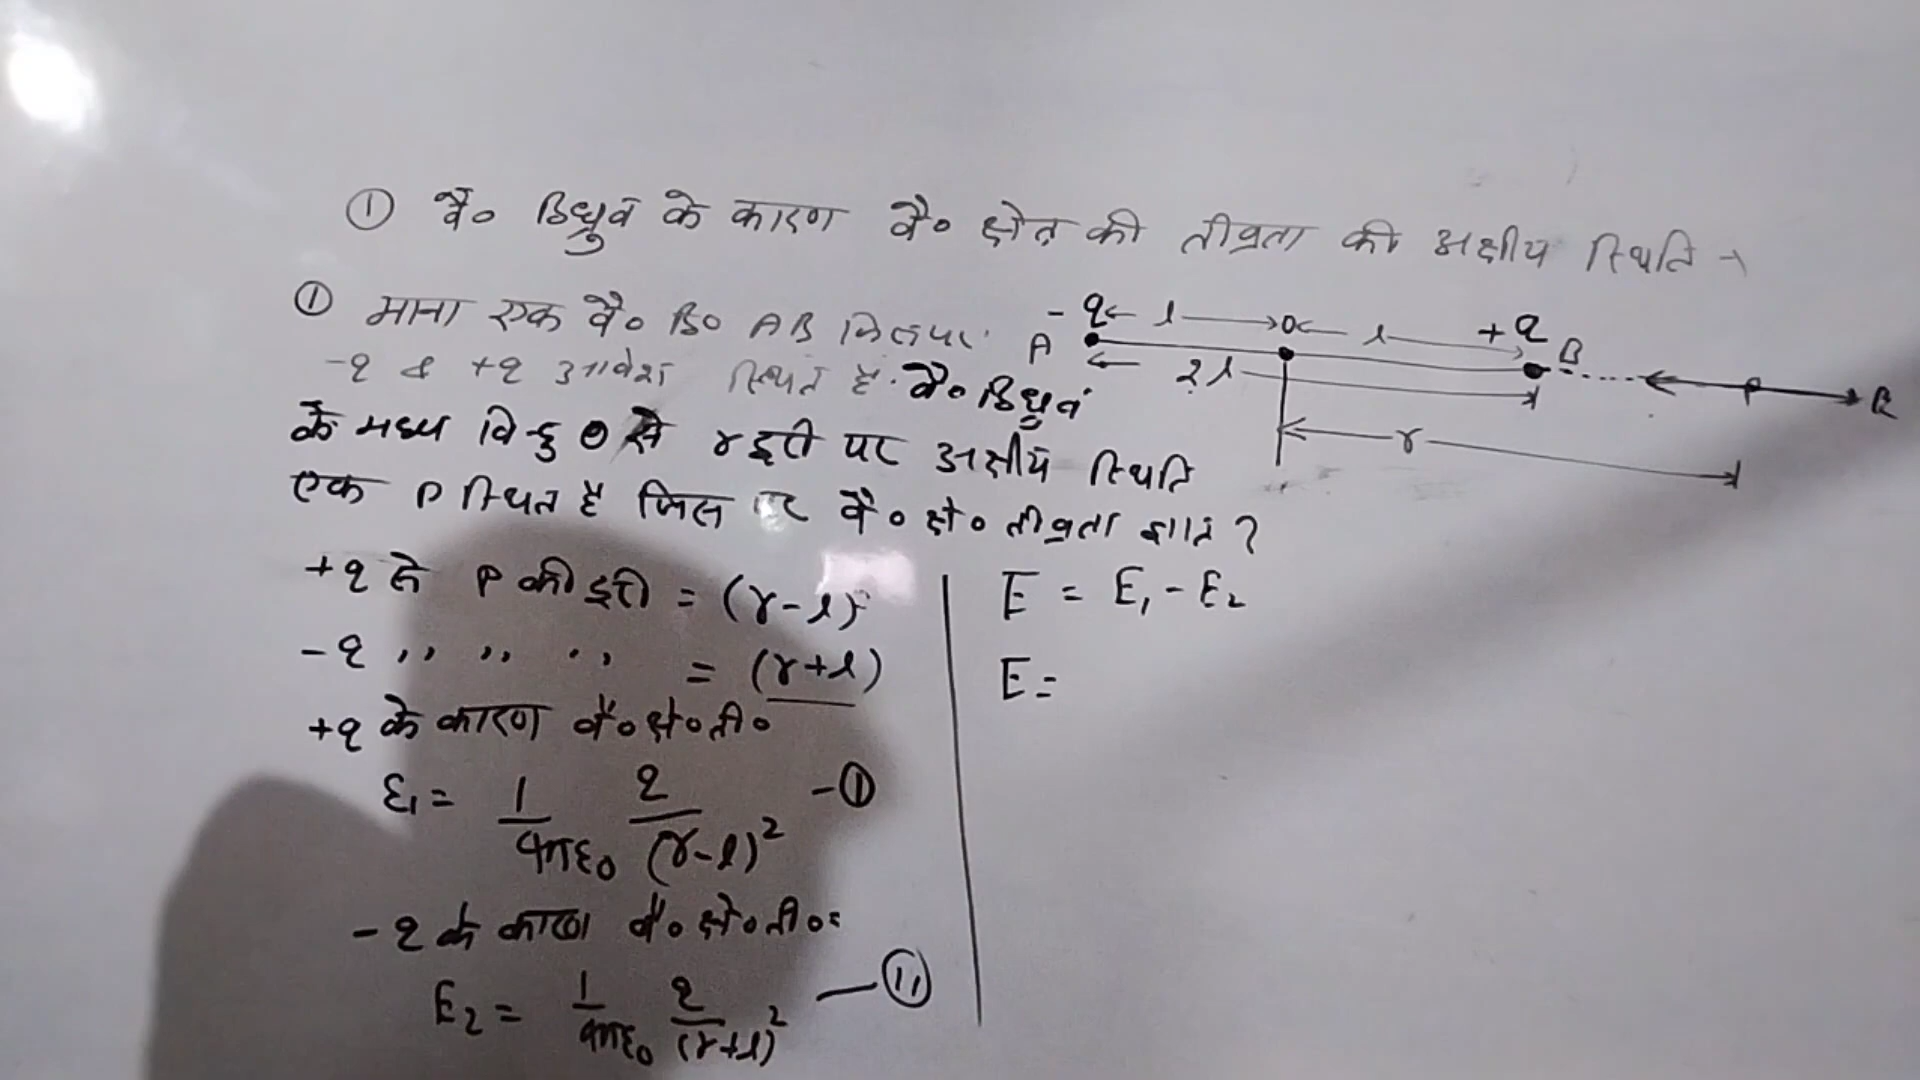 ① वै० द्विध्रुव के कारण वै० क्षेत्र की तीव्रता की अक्षीय स्थिति →
① माना एक वै० द्वि० AB जिसपर
-q & +q आवेश स्थित है. वै० द्विध्रुव
के मध्य बिन्दु O से r दूरी पर अक्षीय स्थिति
एक P स्थित है जिस पर वै० क्षे० तीव्रता ज्ञात ?
-q ← l → O ← l → +q
A B P E
← 2l →
← r →
+q से P की दूरी = (r-l)
-q ,, ,, ,, = (r+l)
+q के कारण वै० क्षे० ती०
E₁ = 1/4πε₀ q/(r-l)² -①
-q के कारण वै० क्षे० ती० =
E₂ = 1/4πε₀ q/(r+l)² —⑪
E = E₁ - E₂
E =